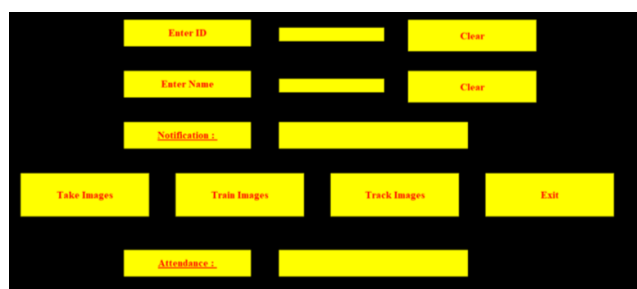 Enter ID
Clear
Enter Name
Clear
Notification :
Take Images
Train Images
Track Images
Exit
Attendance :